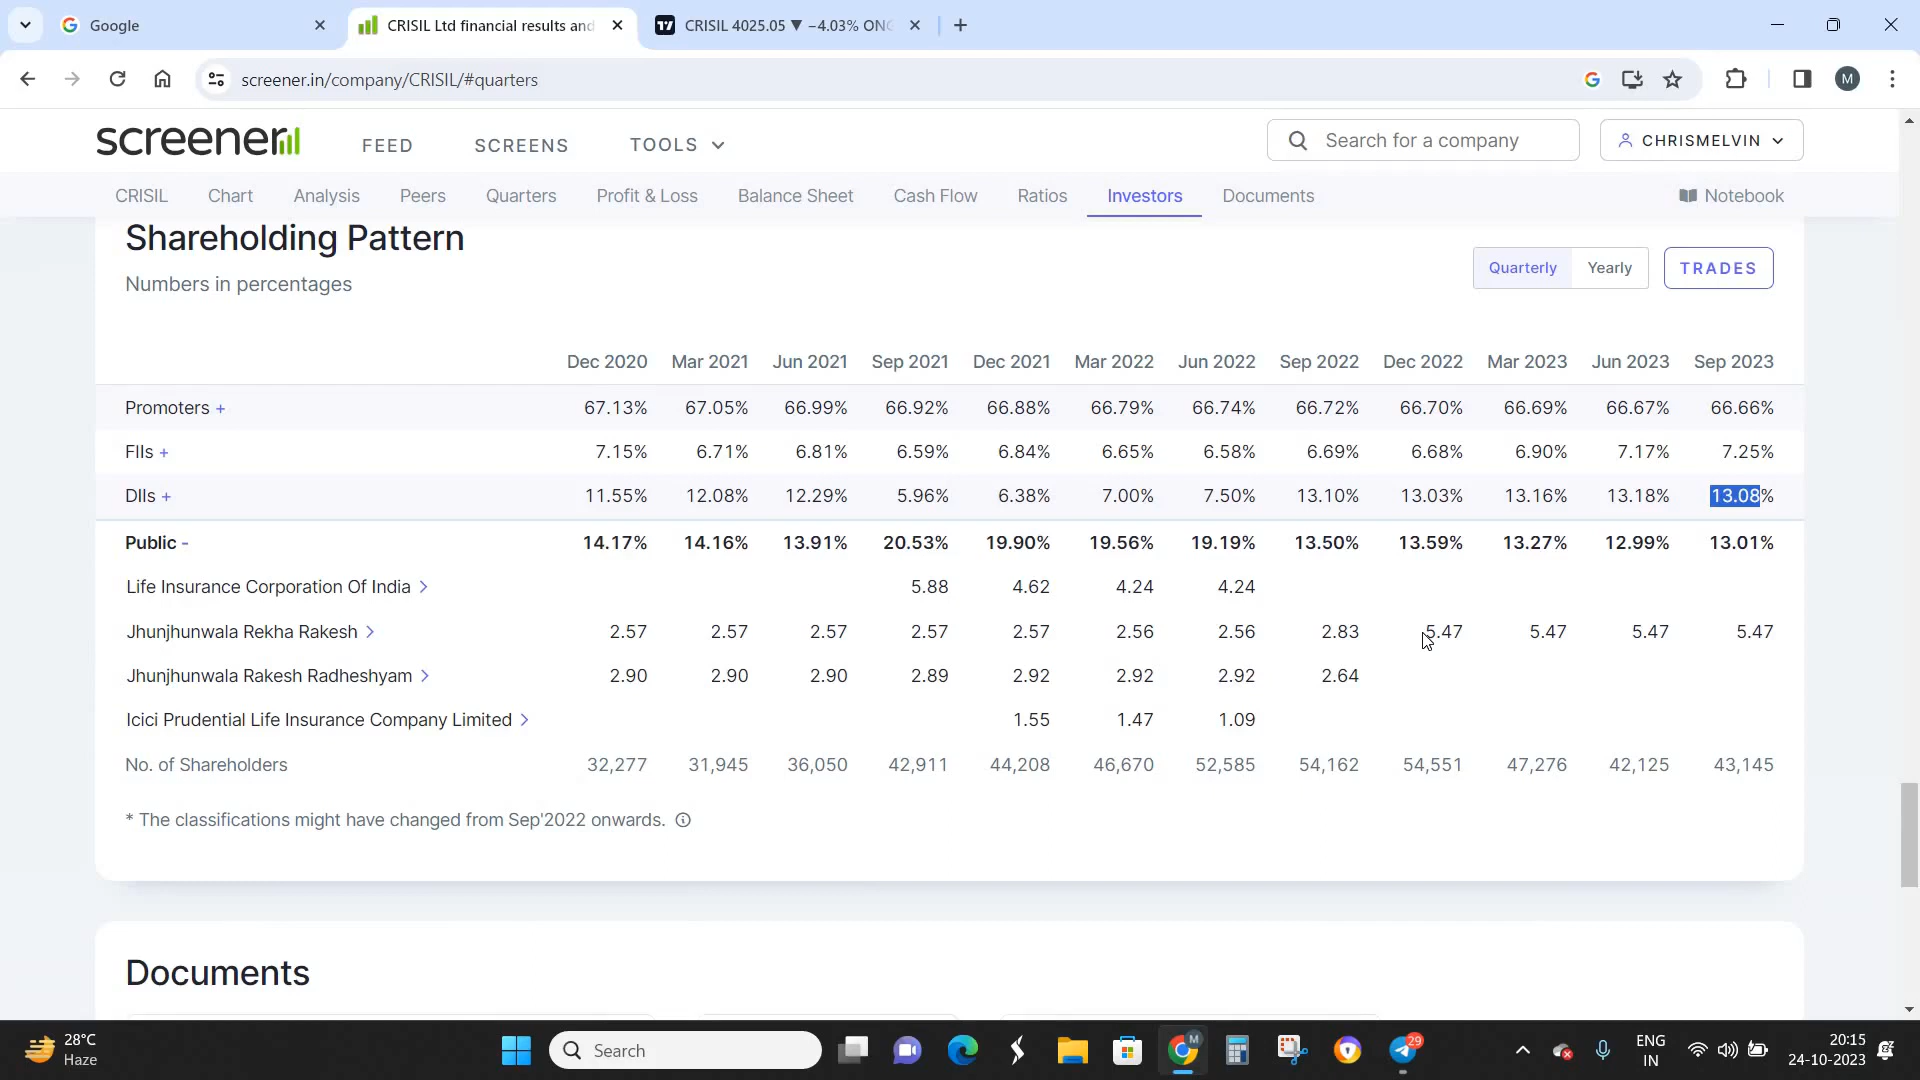 Google
CRISIL Ltd financial results and
CRISIL 4025.05 ▼ −4.03% ONG
screener.in/company/CRISIL/#quarters
M
screener
FEED
SCREENS
TOOLS
Search for a company
CHRISMELVIN
CRISIL
Chart
Analysis
Peers
Quarters
Profit & Loss
Balance Sheet
Cash Flow
Ratios
Investors
Documents
Notebook
Shareholding Pattern
Numbers in percentages
Quarterly
Yearly
TRADES
Dec 2020 Mar 2021 Jun 2021 Sep 2021 Dec 2021 Mar 2022 Jun 2022 Sep 2022 Dec 2022 Mar 2023 Jun 2023 Sep 2023
Promoters + 67.13% 67.05% 66.99% 66.92% 66.88% 66.79% 66.74% 66.72% 66.70% 66.69% 66.67% 66.66%
FIIs + 7.15% 6.71% 6.81% 6.59% 6.84% 6.65% 6.58% 6.69% 6.68% 6.90% 7.17% 7.25%
DIIs + 11.55% 12.08% 12.29% 5.96% 6.38% 7.00% 7.50% 13.10% 13.03% 13.16% 13.18% 13.08%
Public - 14.17% 14.16% 13.91% 20.53% 19.90% 19.56% 19.19% 13.50% 13.59% 13.27% 12.99% 13.01%
Life Insurance Corporation Of India 5.88 4.62 4.24 4.24
Jhunjhunwala Rekha Rakesh 2.57 2.57 2.57 2.57 2.57 2.56 2.56 2.83 5.47 5.47 5.47 5.47
Jhunjhunwala Rakesh Radheshyam 2.90 2.90 2.90 2.89 2.92 2.92 2.92 2.64
Icici Prudential Life Insurance Company Limited 1.55 1.47 1.09
No. of Shareholders 32,277 31,945 36,050 42,911 44,208 46,670 52,585 54,162 54,551 47,276 42,125 43,145
* The classifications might have changed from Sep'2022 onwards.
Documents
28°C
Haze
Search
M
29
ENG
IN
20:15
24-10-2023